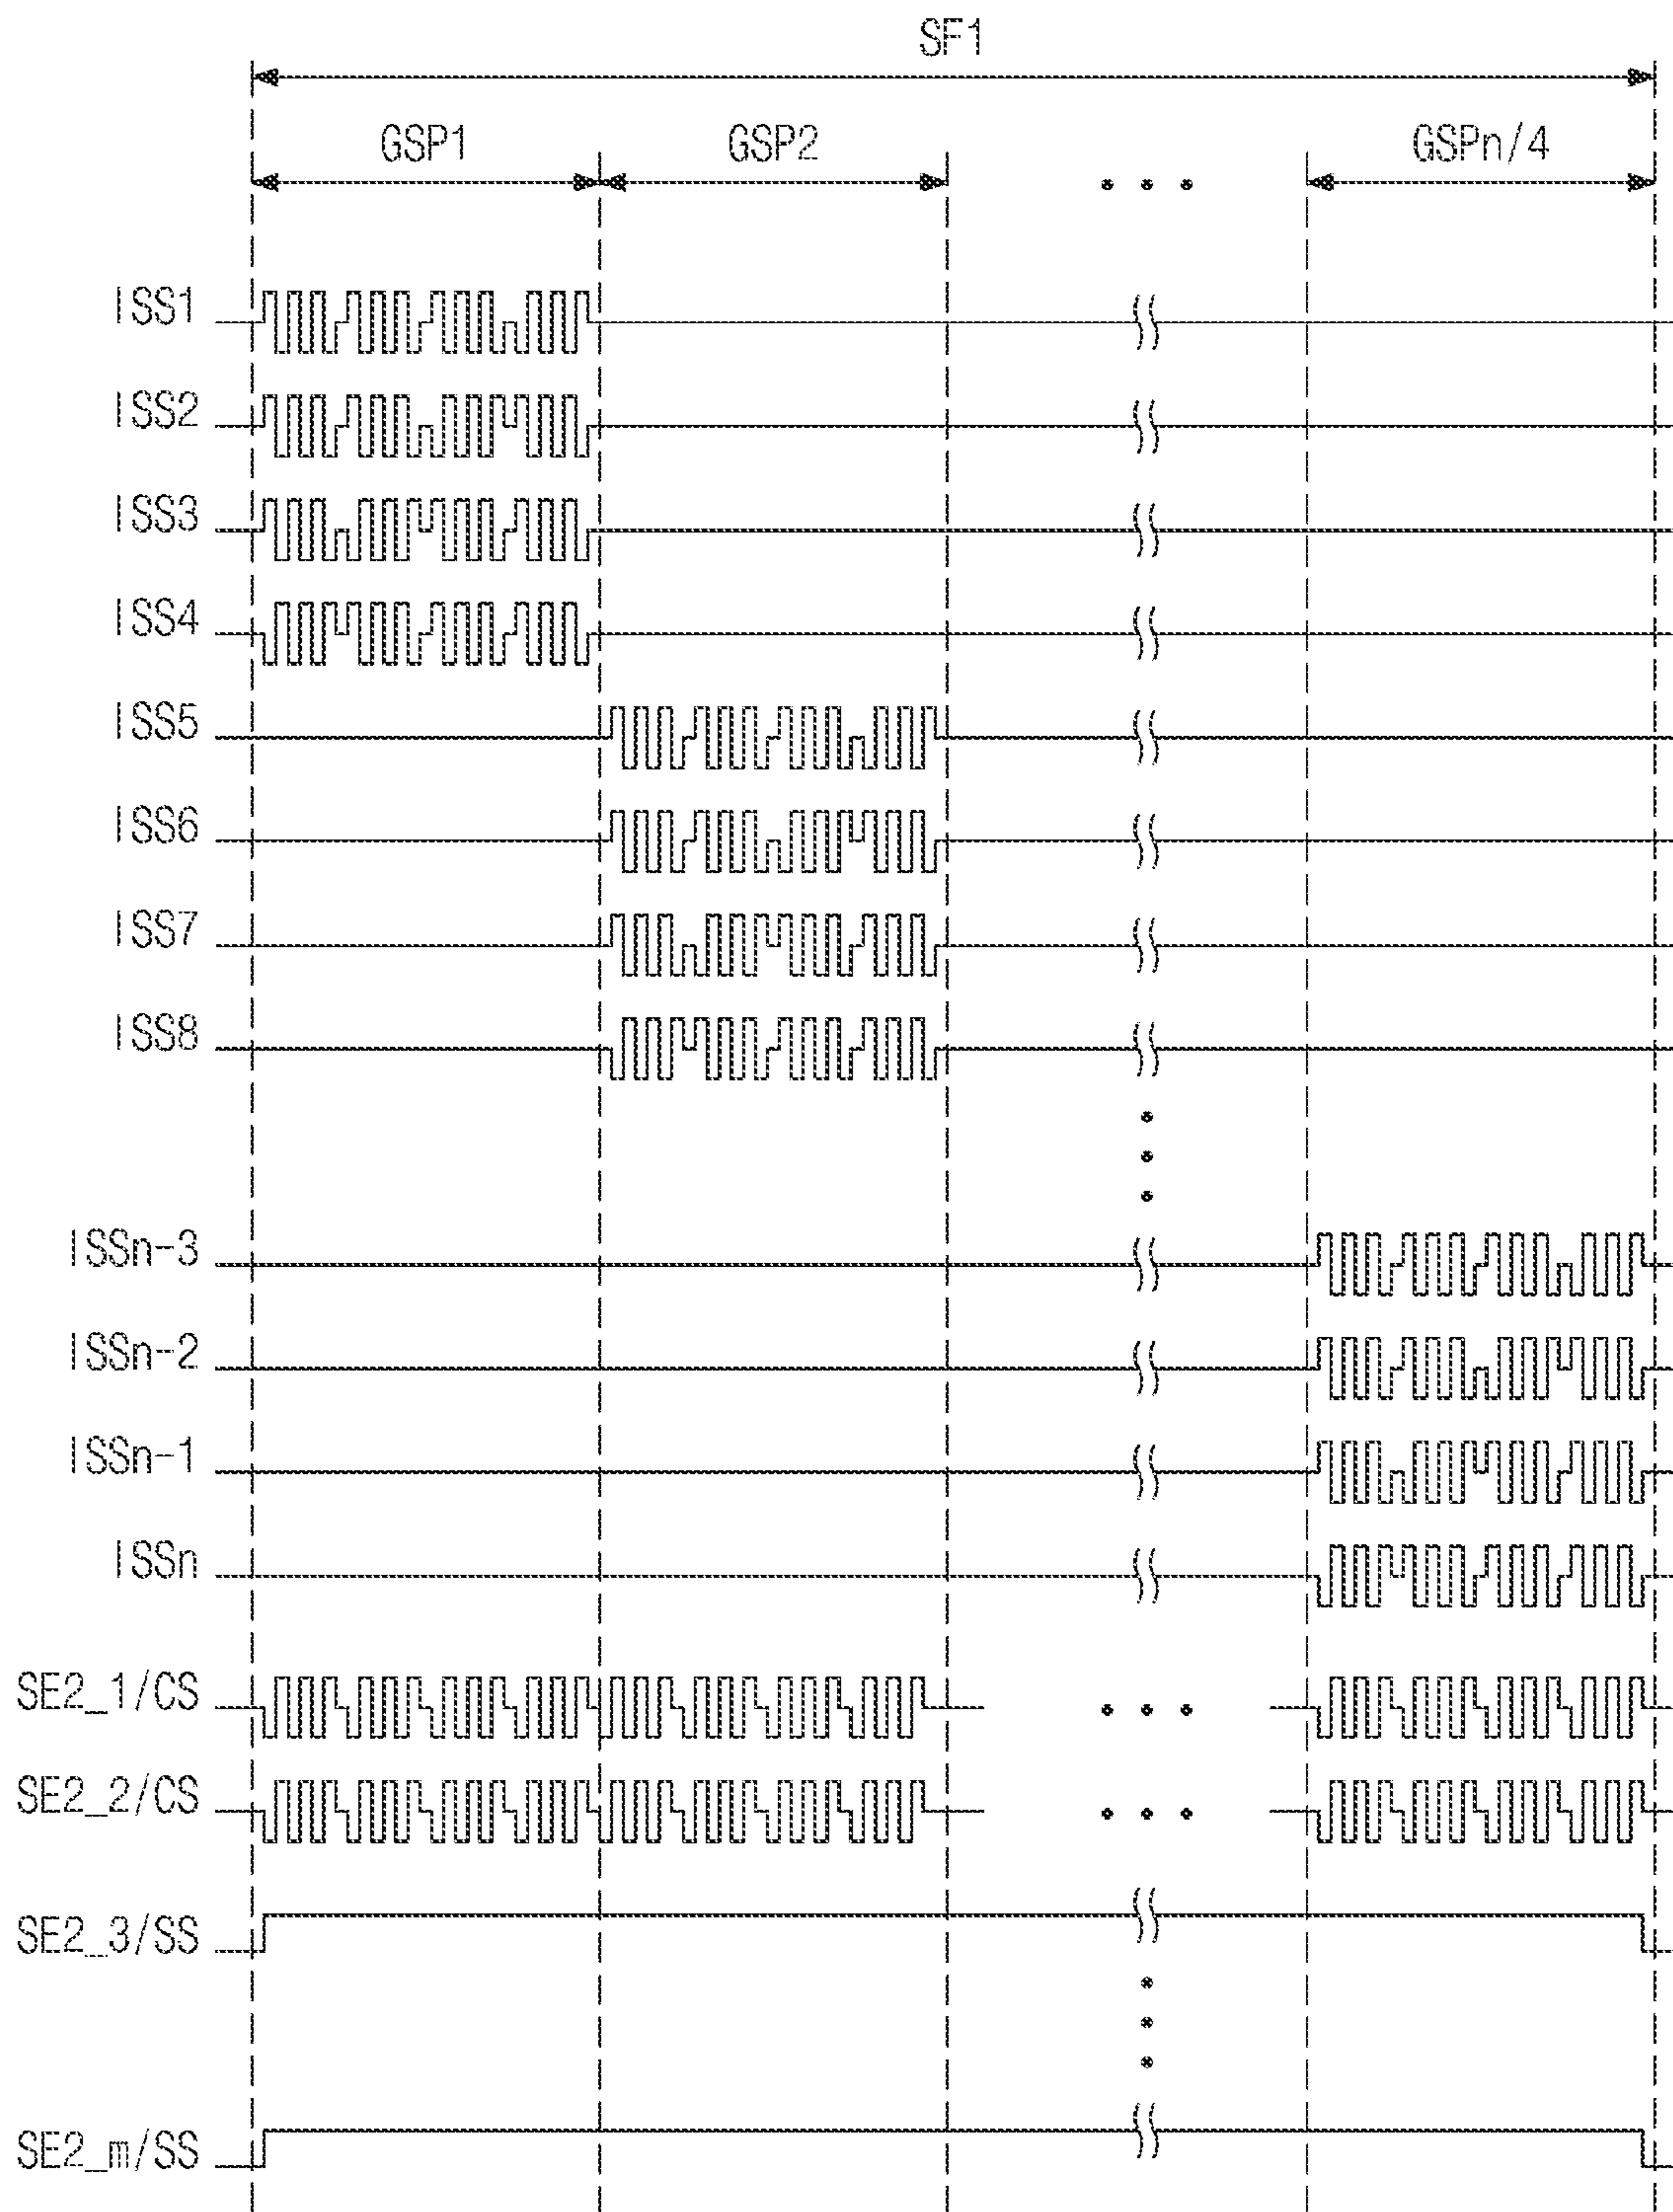 SF1
GSP1 GSP2 GSPn/4
ISS1
ISS2
ISS3
ISS4
ISS5
ISS6
ISS7
ISS8
ISSn-3
ISSn-2
ISSn-1
ISSn
SE2_1/CS
SE2_2/CS
SE2_3/SS
SE2_m/SS